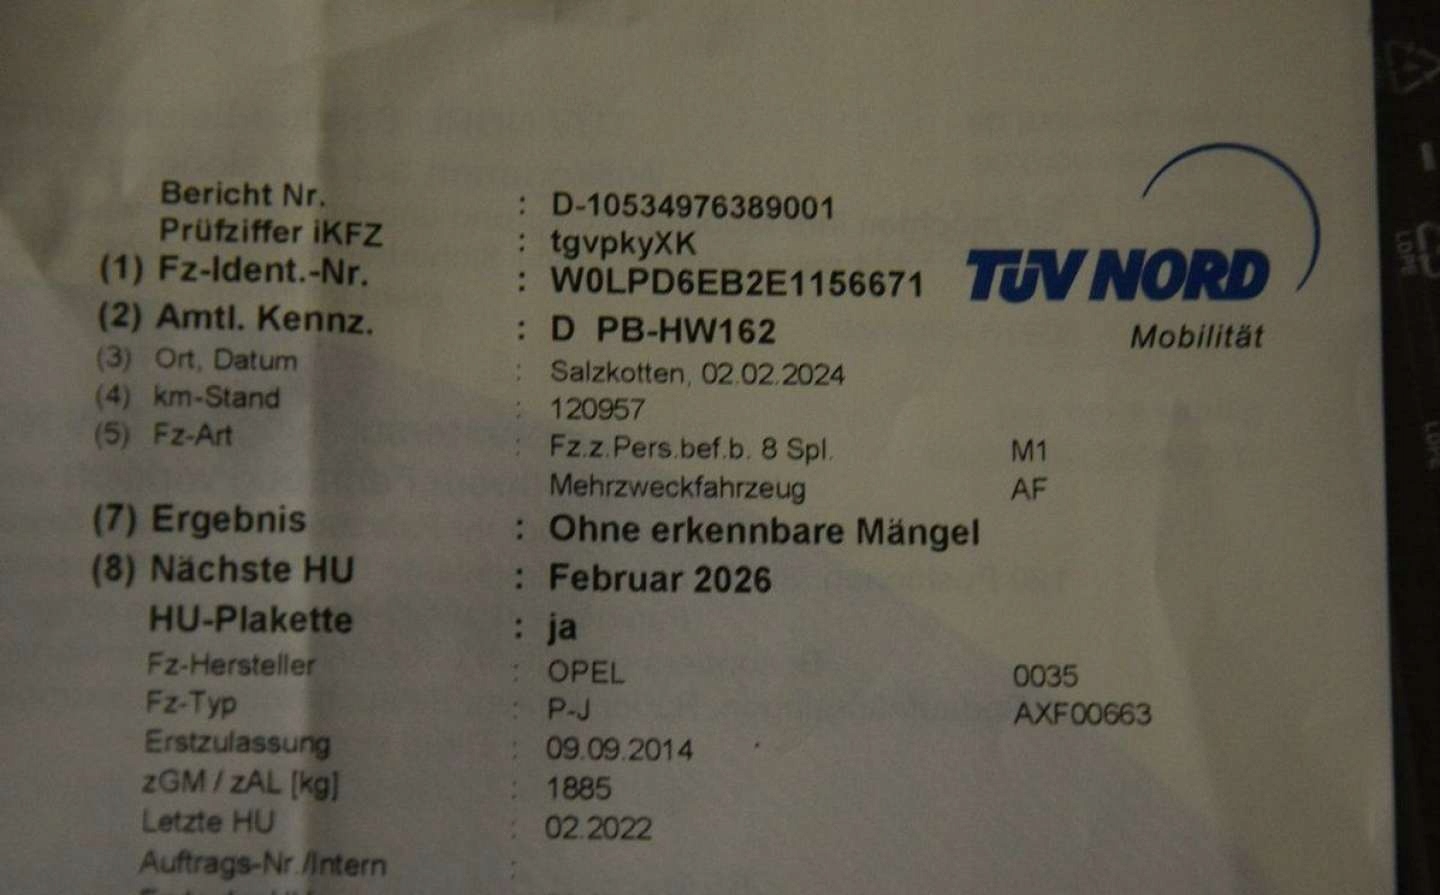 Bericht Nr. : D-10534976389001
Prüfziffer iKFZ : tgvpkyXK
(1) Fz-Ident.-Nr. : W0LPD6EB2E1156671
TÜV NORD
(2) Amtl. Kennz. : D PB-HW162
Mobilität
(3) Ort, Datum : Salzkotten, 02.02.2024
(4) km-Stand : 120957
(5) Fz-Art : Fz.z.Pers.bef.b. 8 Spl. M1
Mehrzweckfahrzeug AF
(7) Ergebnis : Ohne erkennbare Mängel
(8) Nächste HU : Februar 2026
HU-Plakette : ja
Fz-Hersteller : OPEL 0035
Fz-Typ : P-J AXF00663
Erstzulassung : 09.09.2014
zGM / zAL [kg] : 1885
Letzte HU : 02.2022
Auftrags-Nr./Intern :
LDPE